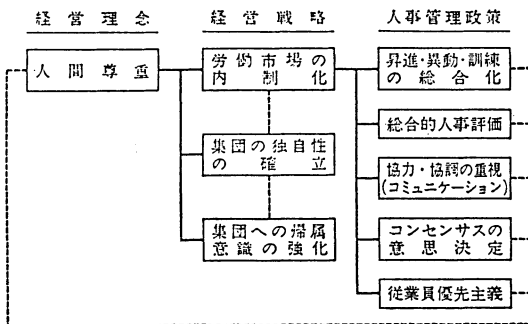 経営理念
経営戦略
人事管理政策
人間尊重
労働市場の
内制化
昇進・異動・訓練
の総合化
総合的人事評価
集団の独自性
の確立
協力・協調の重視
(コミュニケーション)
集団への帰属
意識の強化
コンセンサスの
意思決定
従業員優先主義